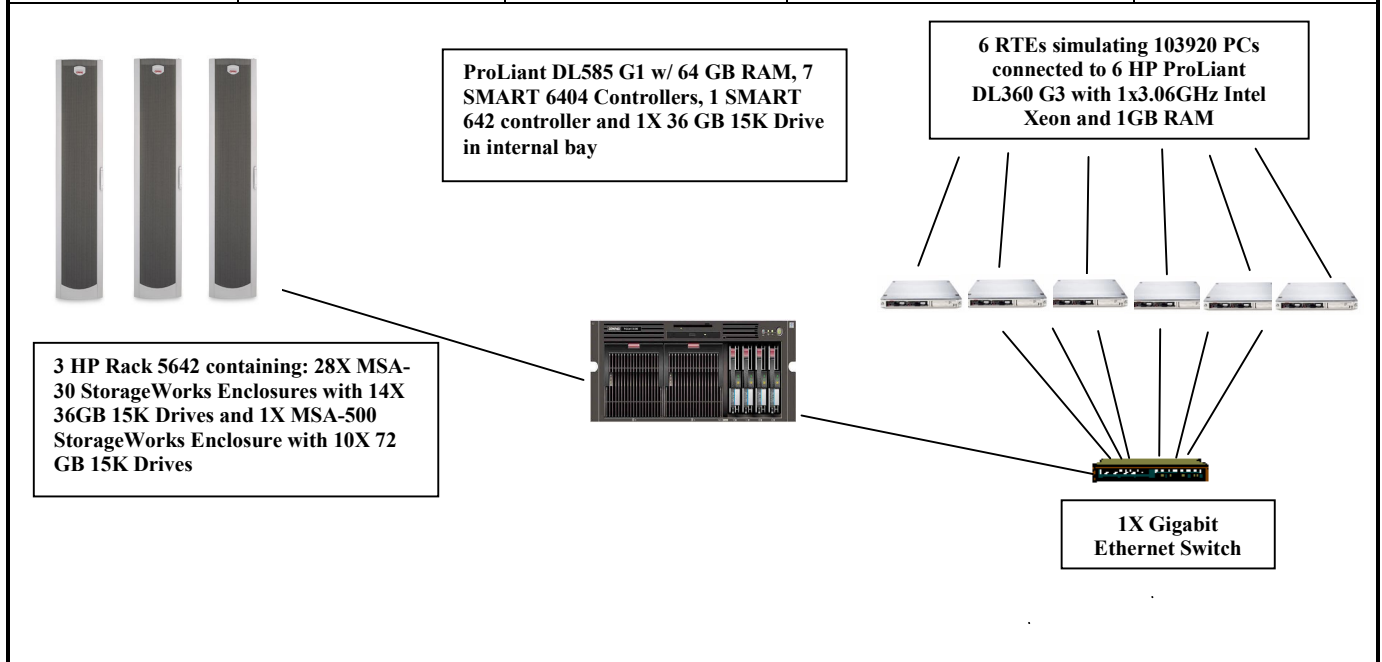 ProLiant DL585 G1 w/ 64 GB RAM, 7
SMART 6404 Controllers, 1 SMART
642 controller and 1X 36 GB 15K Drive
in internal bay
6 RTEs simulating 103920 PCs
connected to 6 HP ProLiant
DL360 G3 with 1x3.06GHz Intel
Xeon and 1GB RAM
3 HP Rack 5642 containing: 28X MSA-
30 StorageWorks Enclosures with 14X
36GB 15K Drives and 1X MSA-500
StorageWorks Enclosure with 10X 72
GB 15K Drives
1X Gigabit
Ethernet Switch